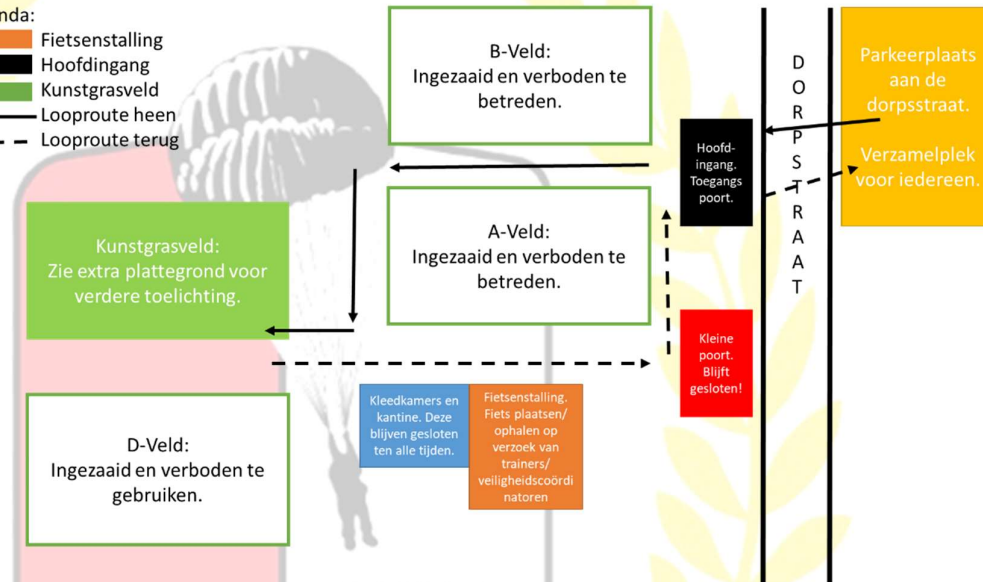 nda:
Fietsenstalling
Hoofdingang
Kunstgrasveld
Looproute heen
Looproute terug
B-Veld:
Ingezaaid en verboden te
betreden.
Hoofd-
ingang.
Toegangs
poort.
DORPSTRAAT
Parkeerplaats
aan de
dorpsstraat.
Verzamelplek
voor iedereen.
Kunstgrasveld:
Zie extra plattegrond voor
verdere toelichting.
A-Veld:
Ingezaaid en verboden te
betreden.
Kleine
poort.
Blijft
gesloten!
Kleedkamers en
kantine. Deze
blijven gesloten
ten alle tijden.
Fietsenstalling.
Fiets plaatsen/
ophalen op
verzoek van
trainers/
veiligheidscoördi
natoren
D-Veld:
Ingezaaid en verboden te
gebruiken.